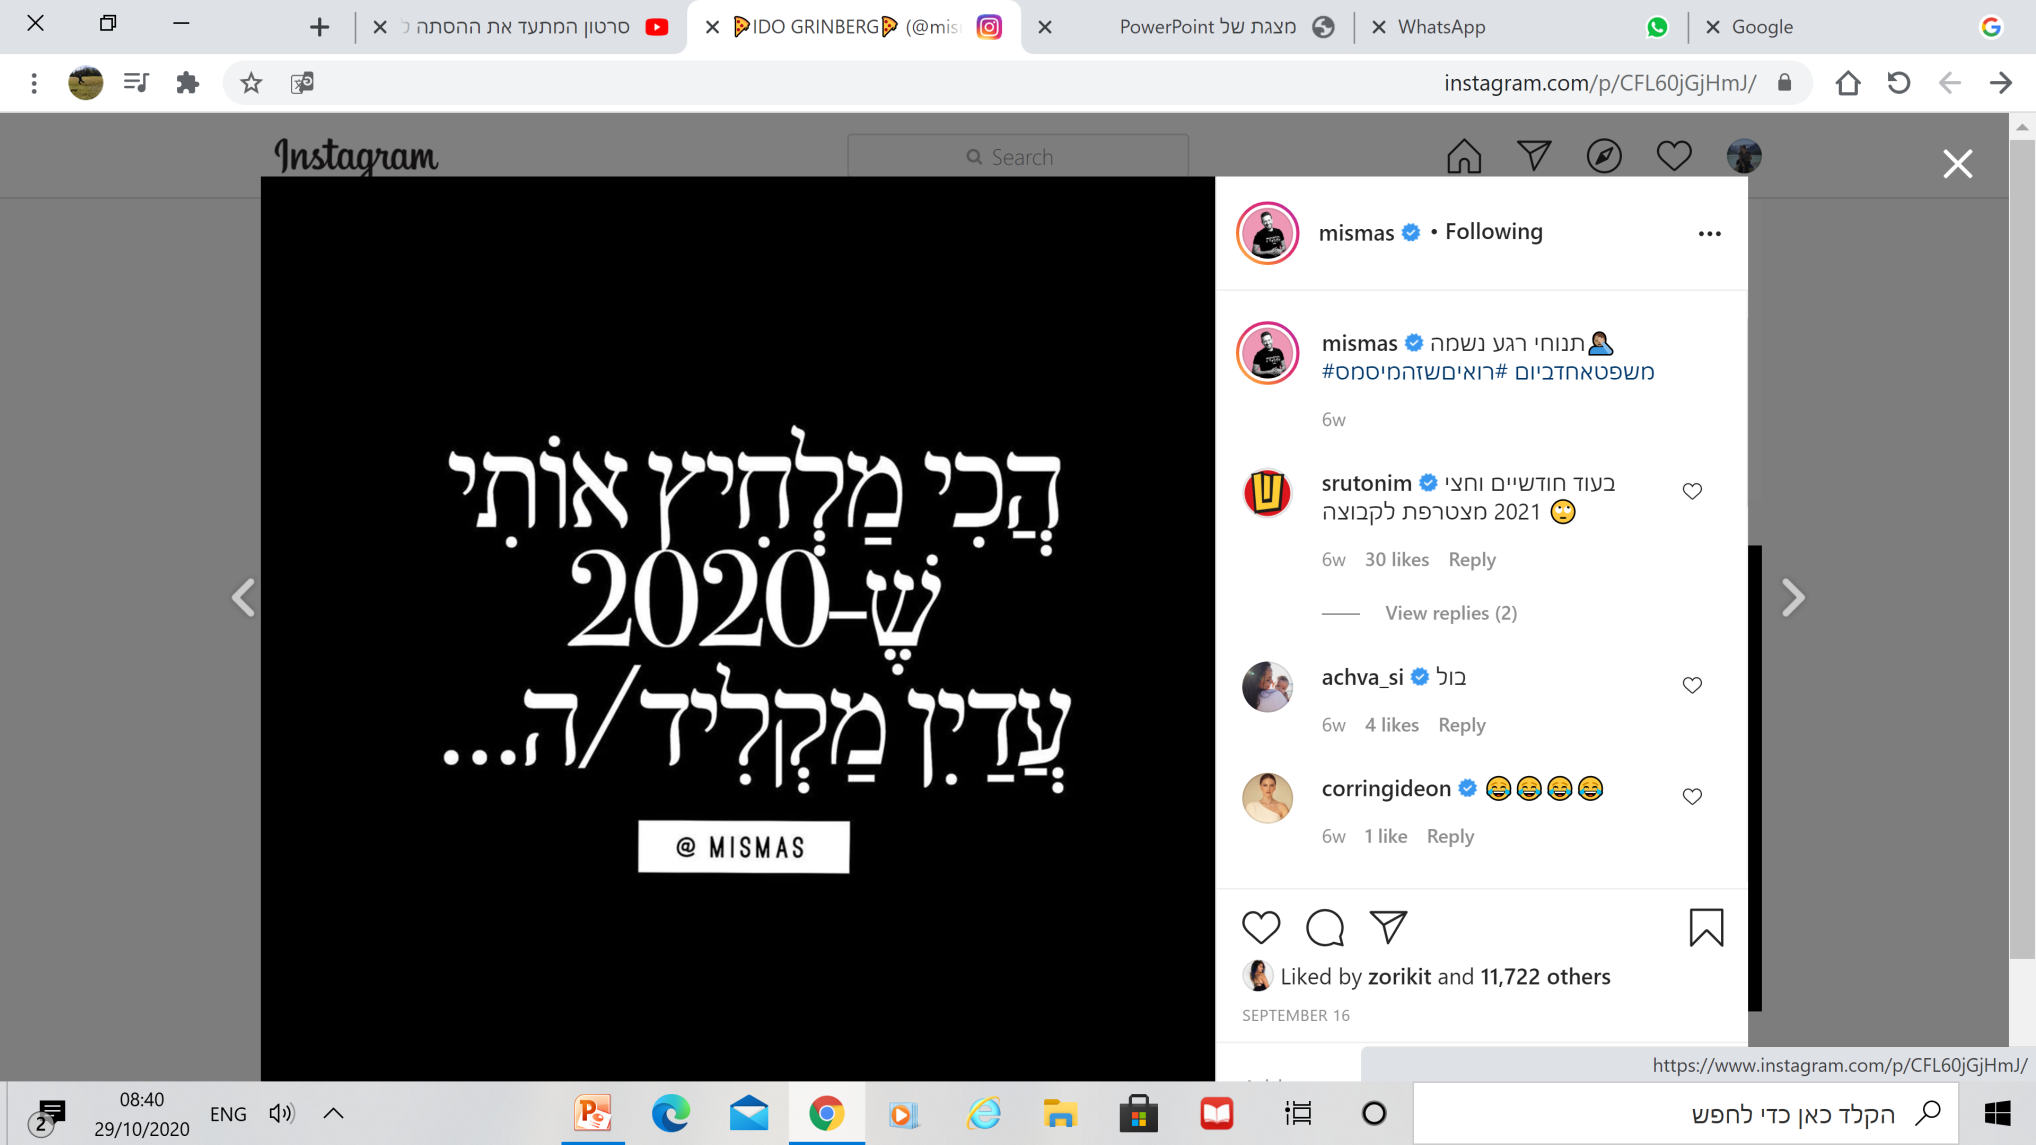 סרטון המתעד את ההסתה ל
🍕IDO GRINBERG🍕 (@mis
מצגת של PowerPoint
WhatsApp
Google
instagram.com/p/CFL60jGjHmJ/
Instagram
Search
הֲכִי מַלְחִיץ אוֹתִי
שֶׁ-2020
עֲדַיִן מַקְלִיד/ה...
@ MISMAS
mismas • Following
mismas תנוחי רגע נשמה🤦🏽‍♂️
#משפטאחדביום #רואיםשזהמיסמס
6w
srutonim בעוד חודשיים וחצי
2021 מצטרפת לקבוצה 🙄
6w 30 likes Reply
View replies (2)
achva_si בול
6w 4 likes Reply
corringideon 😂😂😂😂
6w 1 like Reply
Liked by zorikit and 11,722 others
SEPTEMBER 16
https://www.instagram.com/p/CFL60jGjHmJ/
2
08:40
29/10/2020
ENG
הקלד כאן כדי לחפש